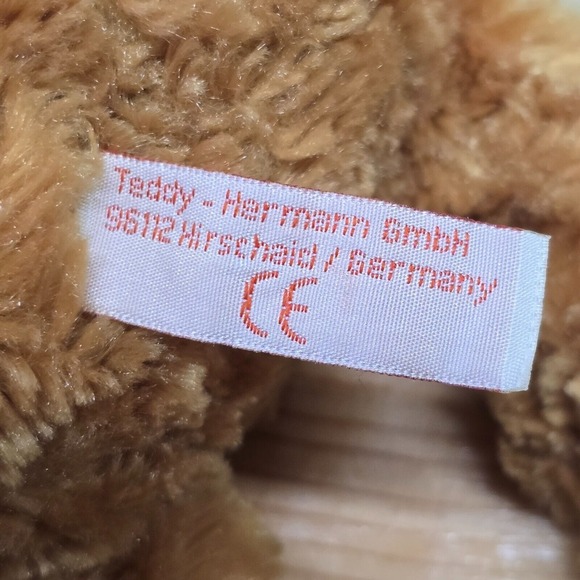 Teddy - Hermann GmbH
96112 Hirschaid / Germany
CE